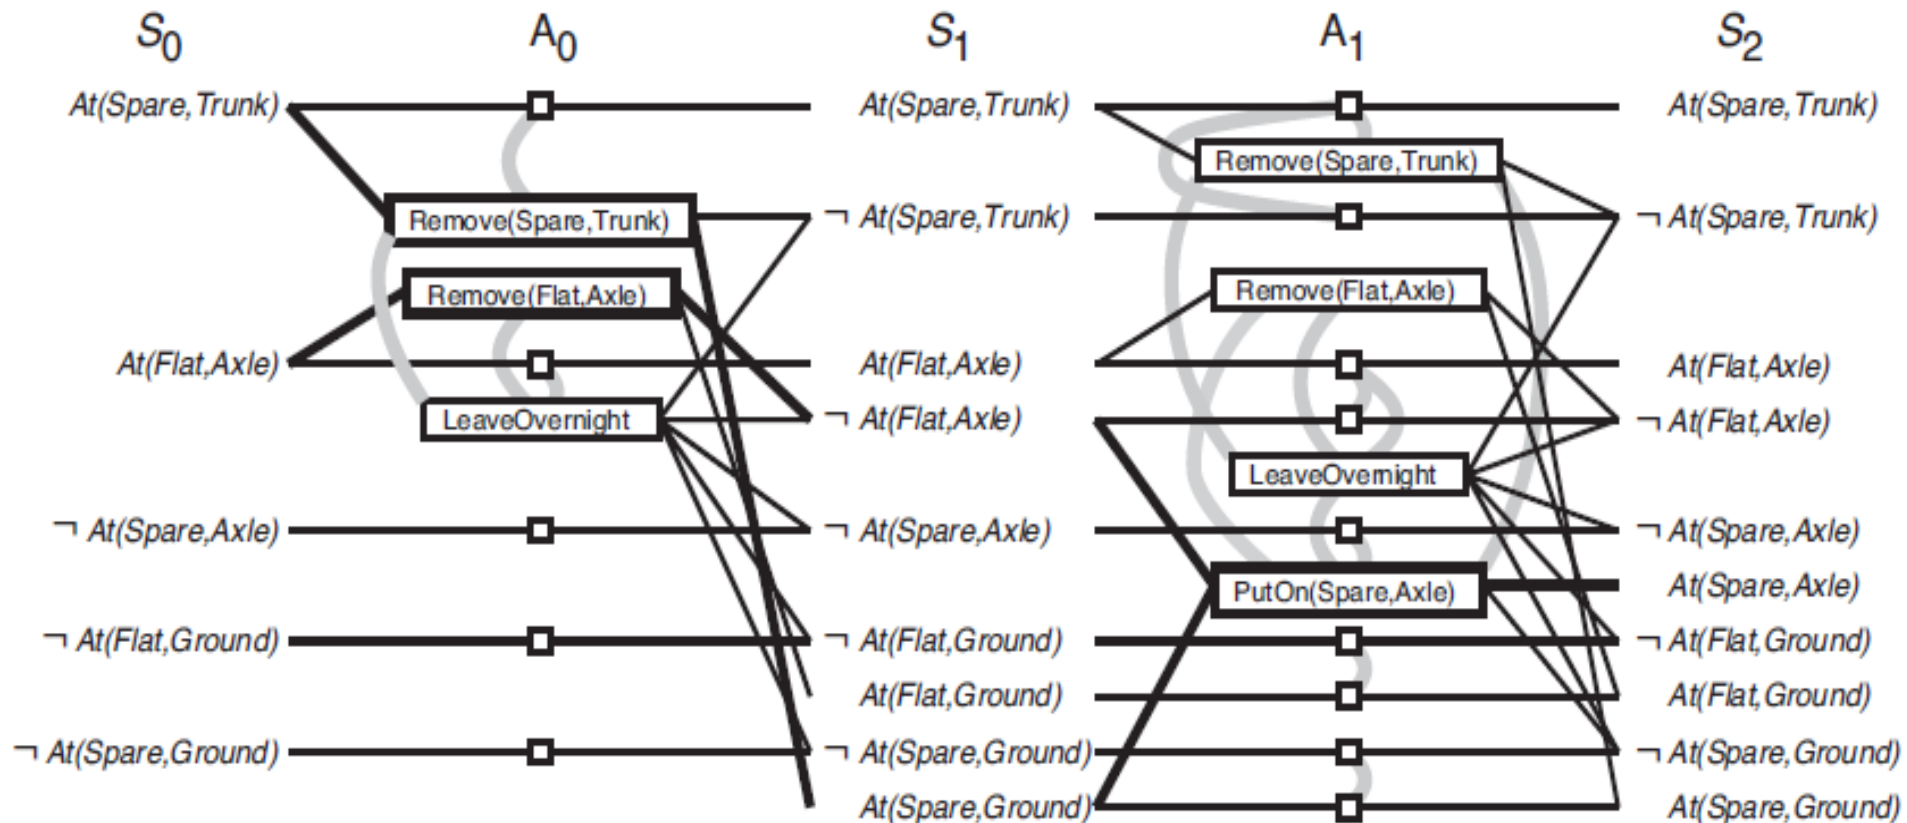 S0 A0 S1 A1 S2
At(Spare,Trunk) At(Spare,Trunk) At(Spare,Trunk)
Remove(Spare,Trunk)
Remove(Spare,Trunk) ¬ At(Spare,Trunk) ¬ At(Spare,Trunk)
Remove(Flat,Axle) Remove(Flat,Axle)
At(Flat,Axle) At(Flat,Axle) At(Flat,Axle)
LeaveOvernight ¬ At(Flat,Axle) ¬ At(Flat,Axle)
LeaveOvernight
¬ At(Spare,Axle) ¬ At(Spare,Axle) ¬ At(Spare,Axle)
PutOn(Spare,Axle) At(Spare,Axle)
¬ At(Flat,Ground) ¬ At(Flat,Ground) ¬ At(Flat,Ground)
At(Flat,Ground) At(Flat,Ground)
¬ At(Spare,Ground) ¬ At(Spare,Ground) ¬ At(Spare,Ground)
At(Spare,Ground) At(Spare,Ground)